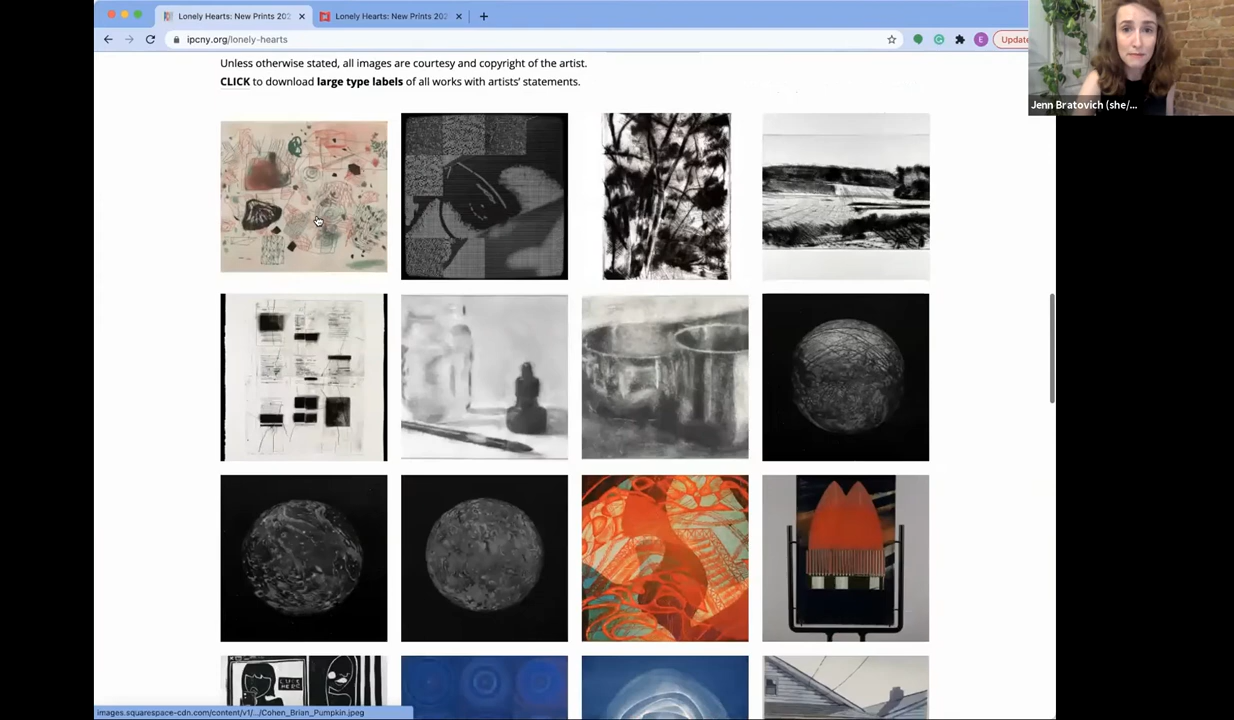 Lonely Hearts: New Prints 202
Lonely Hearts: New Prints 202
ipcny.org/lonely-hearts
E
Update
Jenn Bratovich (she/...
Unless otherwise stated, all images are courtesy and copyright of the artist.
CLICK to download large type labels of all works with artists' statements.
images.squarespace-cdn.com/content/v1/.../Cohen_Brian_Pumpkin.jpeg